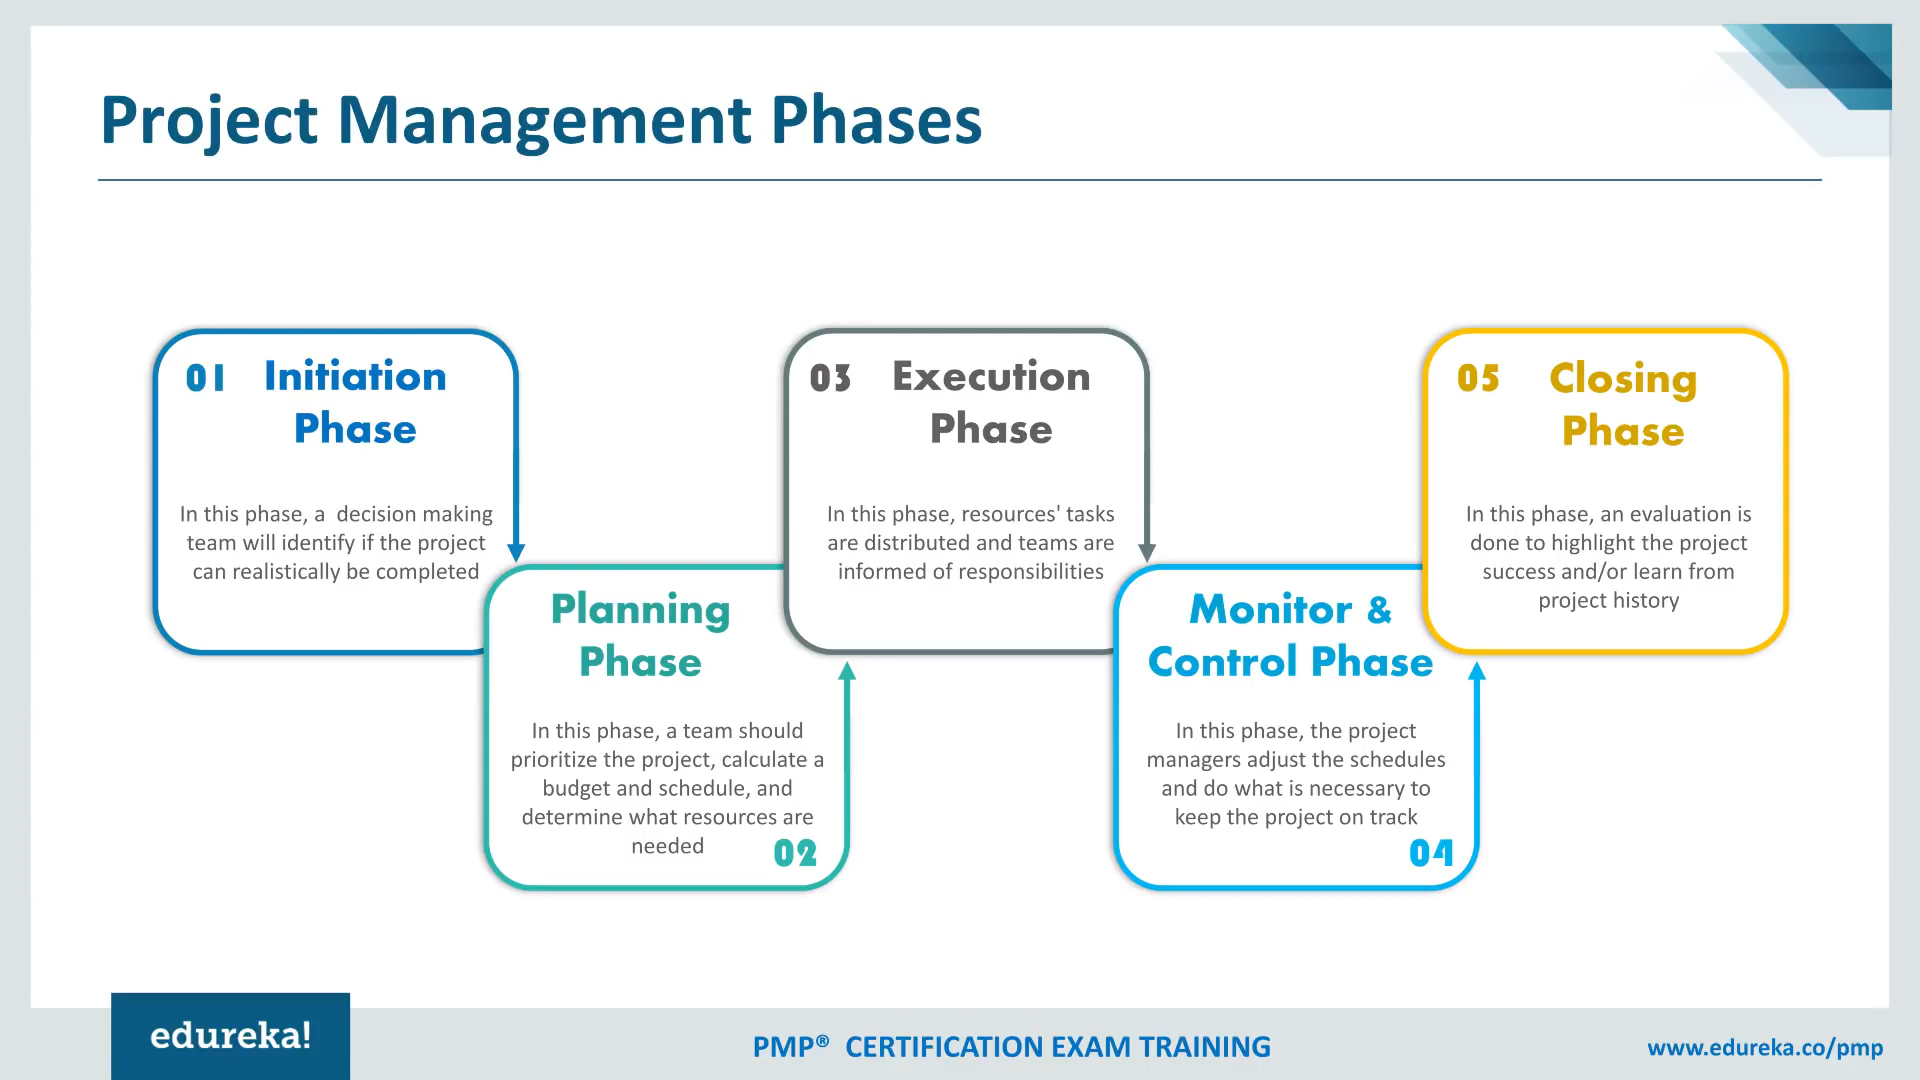 Project Management Phases
01 Initiation
Phase
In this phase, a decision making
team will identify if the project
can realistically be completed
Planning
Phase
In this phase, a team should
prioritize the project, calculate a
budget and schedule, and
determine what resources are
needed
02
03 Execution
Phase
In this phase, resources' tasks
are distributed and teams are
informed of responsibilities
Monitor &
Control Phase
In this phase, the project
managers adjust the schedules
and do what is necessary to
keep the project on track
04
05 Closing
Phase
In this phase, an evaluation is
done to highlight the project
success and/or learn from
project history
edureka!
PMP® CERTIFICATION EXAM TRAINING
www.edureka.co/pmp